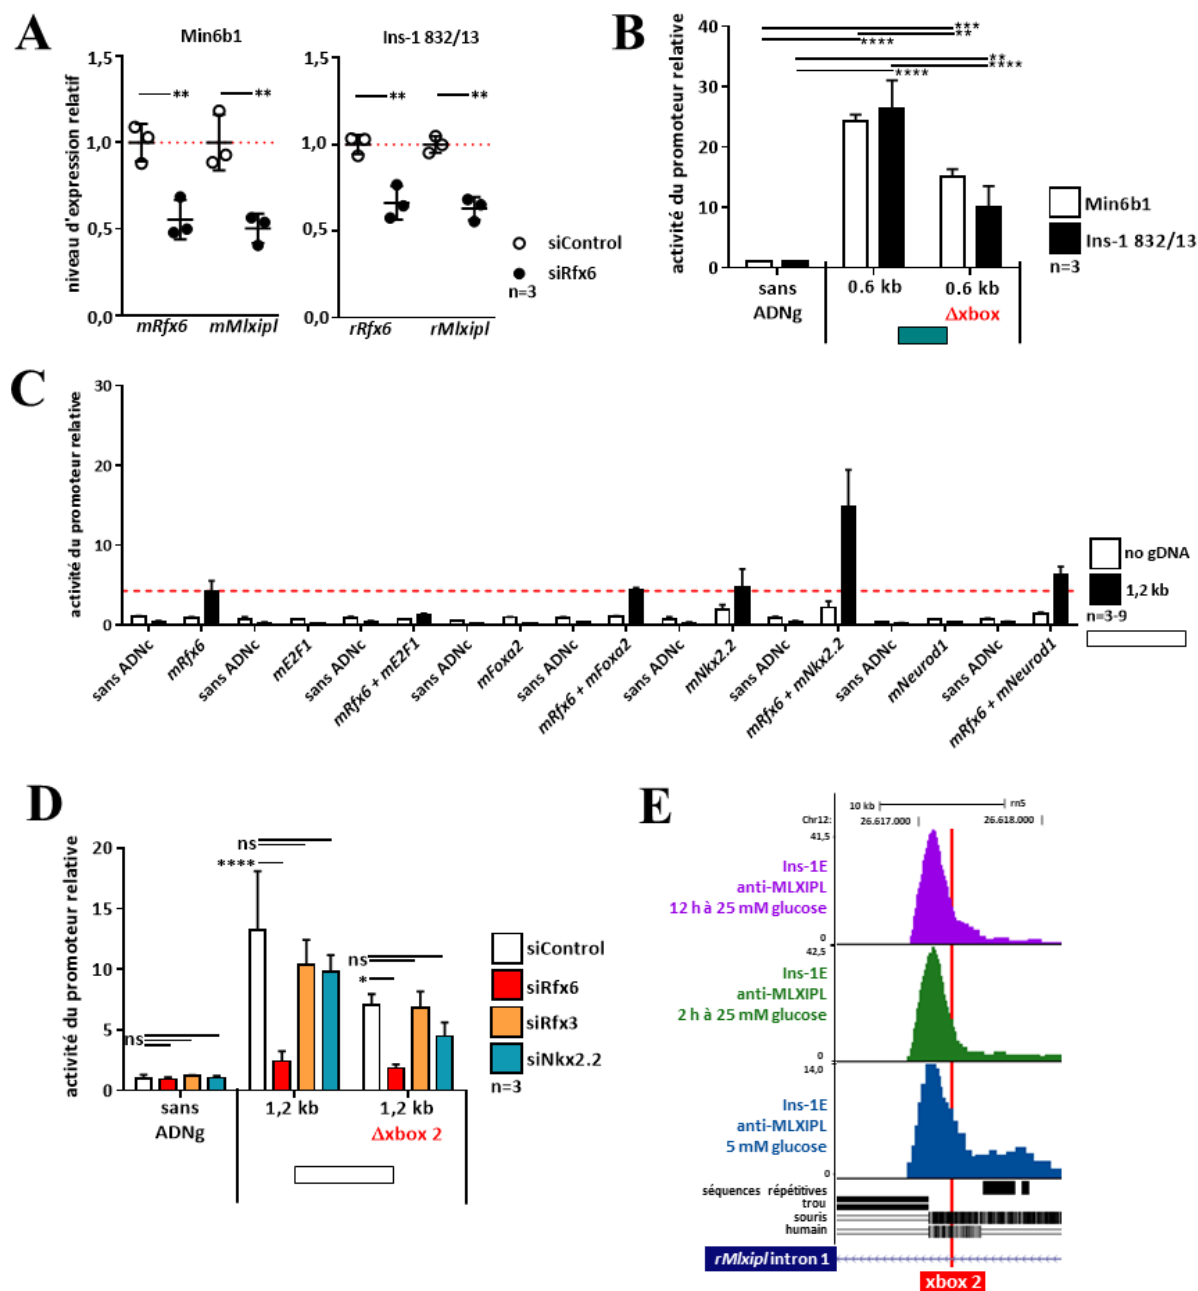 A
Min6b1
Ins-1 832/13
niveau d'expression relatif
1,5
1,0
0,5
0,0
**
**
mRfx6
mMlxipl
1,5
1,0
0,5
0,0
**
**
rRfx6
rMlxipl
siControl
siRfx6
n=3
B
activité du promoteur relative
40
30
20
10
0
***
**
****
**
****
****
sans
ADNg
0.6 kb
0.6 kb
Δxbox
Min6b1
Ins-1 832/13
n=3
C
activité du promoteur relative
30
20
10
0
sans ADNc
mRfx6
sans ADNc
mE2F1
sans ADNc
mRfx6 + mE2F1
sans ADNc
mFoxa2
sans ADNc
mRfx6 + mFoxa2
sans ADNc
mNkx2.2
sans ADNc
mRfx6 + mNkx2.2
sans ADNc
mNeurod1
sans ADNc
mRfx6 + mNeurod1
no gDNA
1,2 kb
n=3-9
D
activité du promoteur relative
20
15
10
5
0
ns
ns
****
ns
*
sans
ADNg
1,2 kb
1,2 kb
Δxbox 2
siControl
siRfx6
siRfx3
siNkx2.2
n=3
E
10 kb
rn5
Chr12:
26.617.000
26.618.000
41,5
Ins-1E
anti-MLXIPL
12 h à 25 mM glucose
0
42,5
Ins-1E
anti-MLXIPL
2 h à 25 mM glucose
0
14,0
Ins-1E
anti-MLXIPL
5 mM glucose
0
séquences répétitives
trou
souris
humain
rMlxipl intron 1
xbox 2